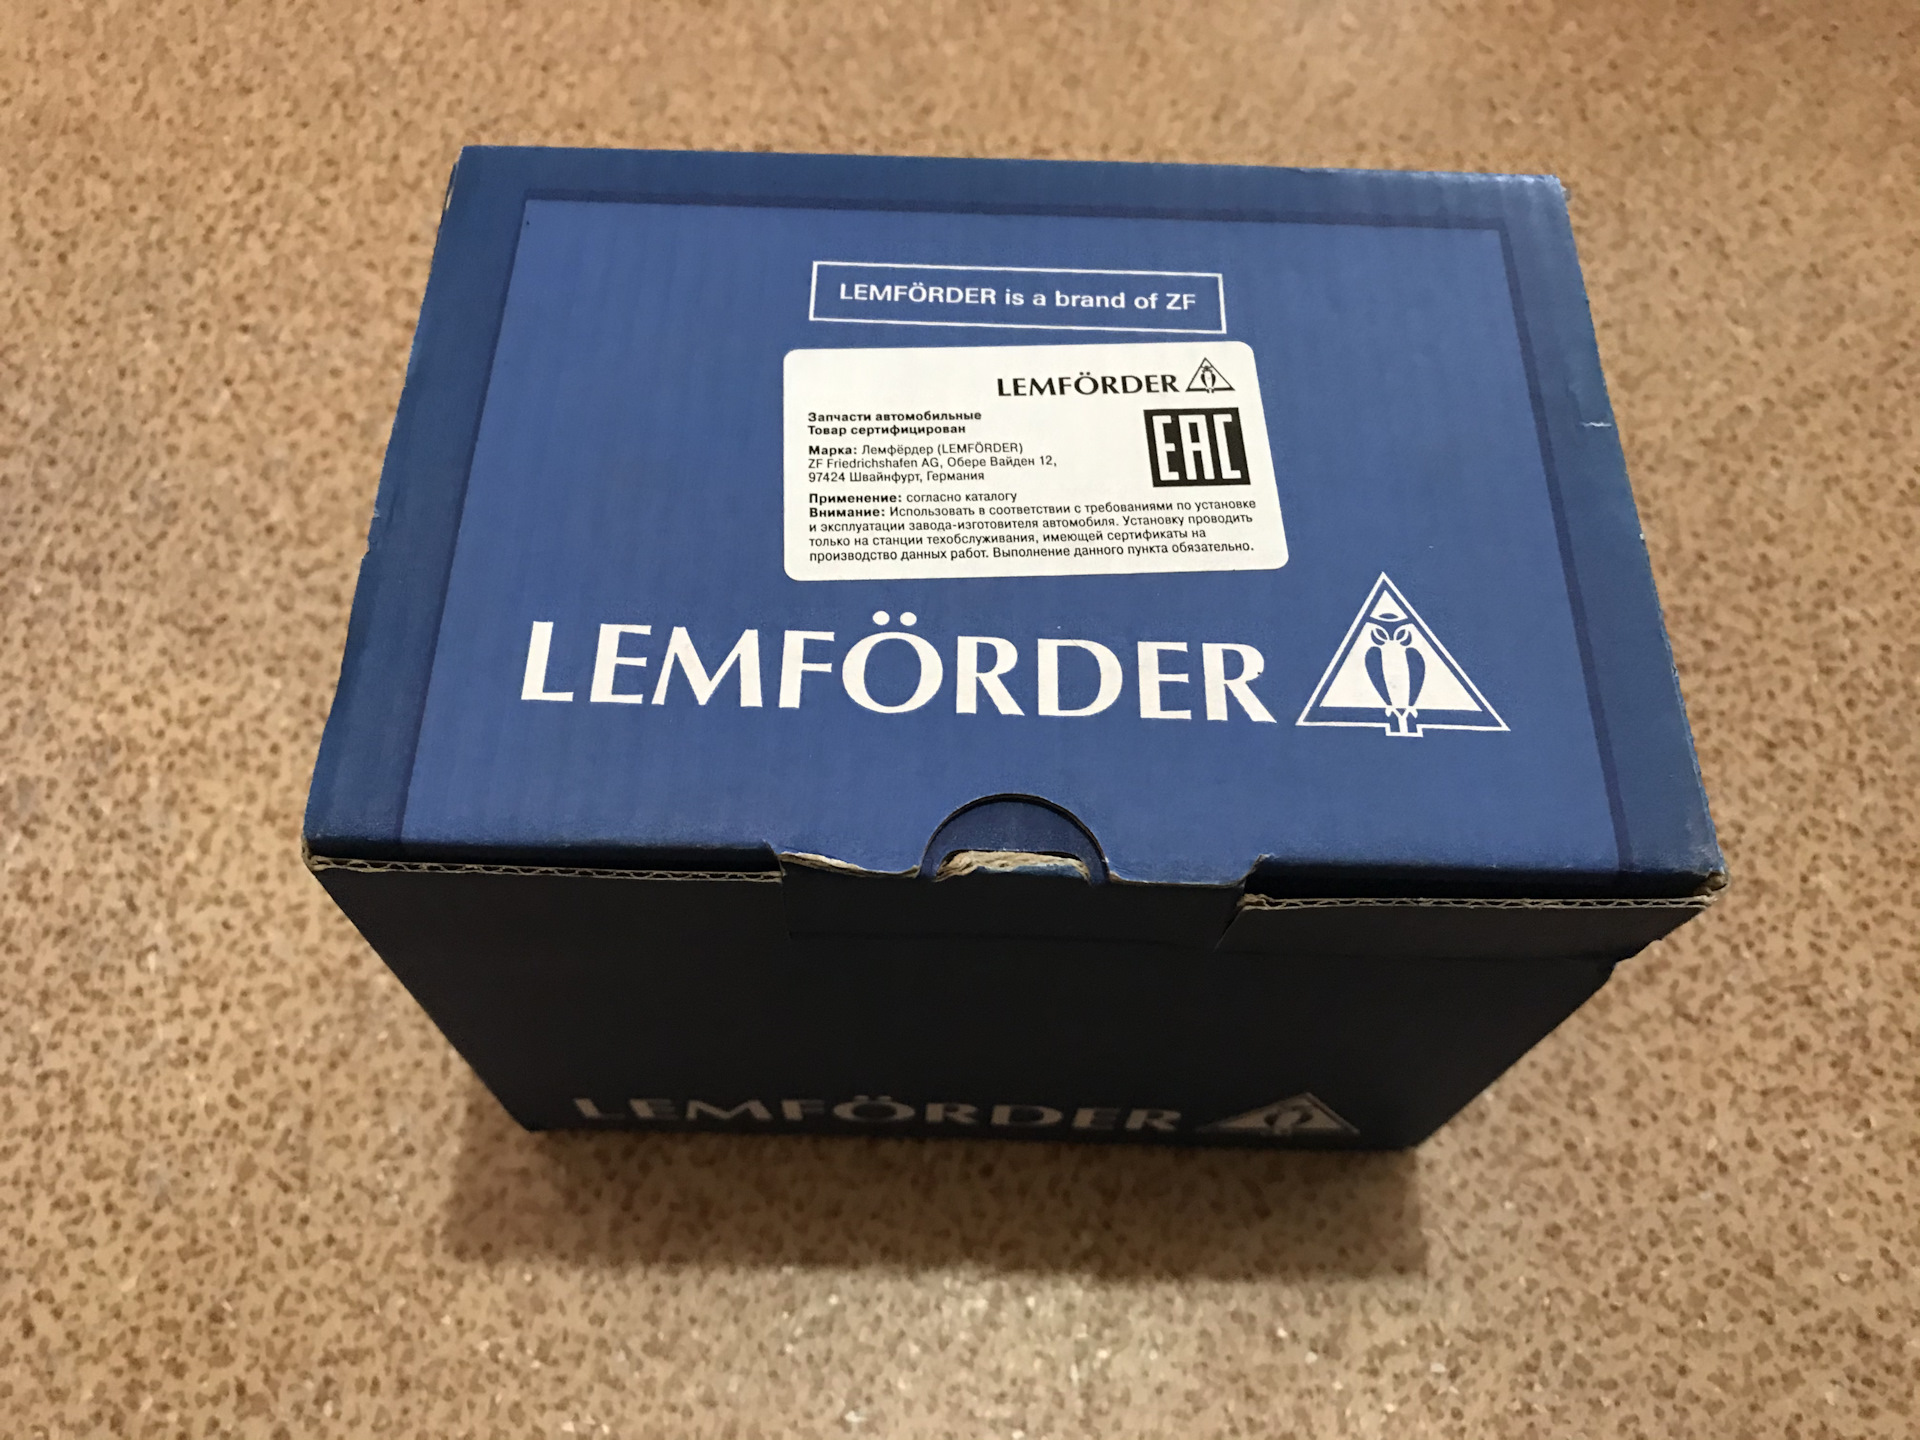 LEMFÖRDER is a brand of ZF
LEMFÖRDER
Запчасти автомобильные
Товар сертифицирован
EAC
Марка: Лемфёрдер (LEMFÖRDER)
ZF Friedrichshafen AG, Обере Вайден 12,
97424 Швайнфурт, Германия
Применение: согласно каталогу
Внимание: Использовать в соответствии с требованиями по установке
и эксплуатации завода-изготовителя автомобиля. Установку проводить
только на станции техобслуживания, имеющей сертификаты на
производство данных работ. Выполнение данного пункта обязательно.
LEMFÖRDER
LEMFÖRDER